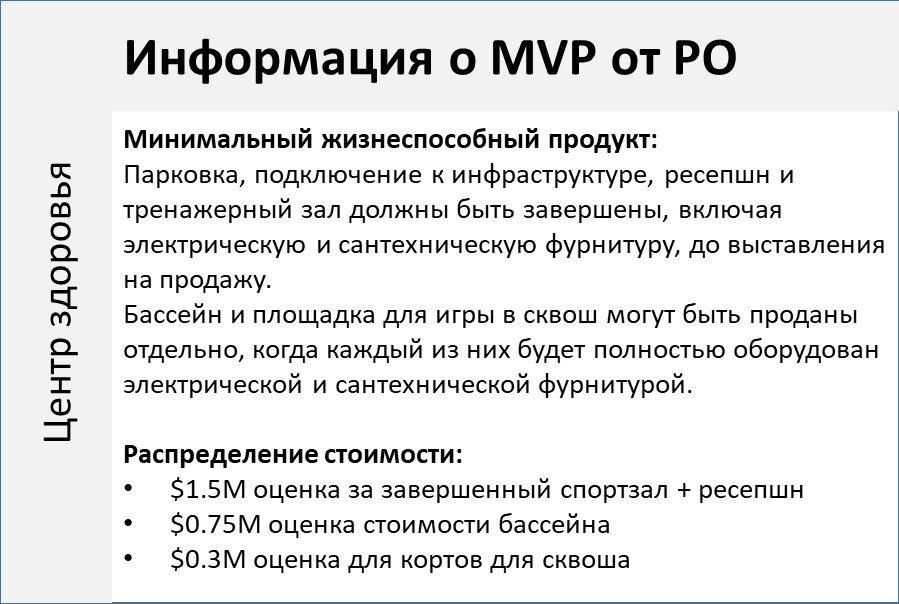 Информация о MVP от PO
Центр здоровья
Минимальный жизнеспособный продукт:
Парковка, подключение к инфраструктуре, ресепшн и
тренажерный зал должны быть завершены, включая
электрическую и сантехническую фурнитуру, до выставления
на продажу.
Бассейн и площадка для игры в сквош могут быть проданы
отдельно, когда каждый из них будет полностью оборудован
электрической и сантехнической фурнитурой.
Распределение стоимости:
• $1.5M оценка за завершенный спортзал + ресепшн
• $0.75M оценка стоимости бассейна
• $0.3M оценка для кортов для сквоша